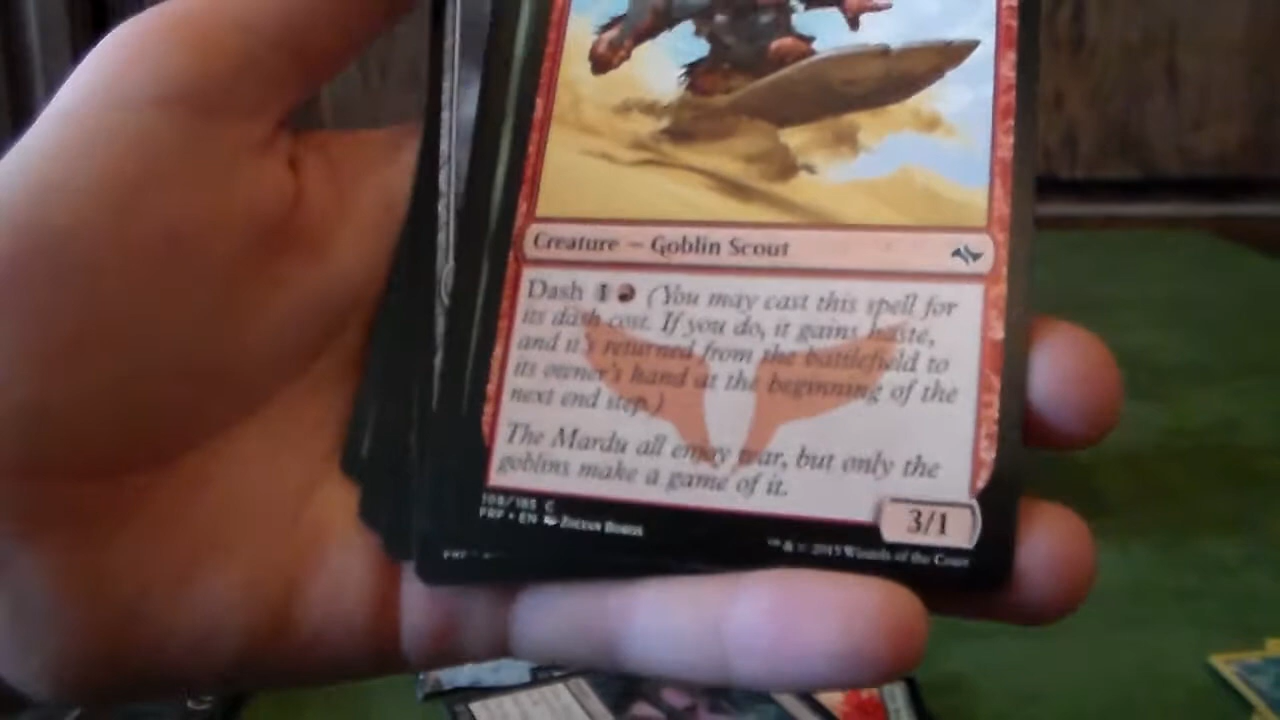 Creature — Goblin Scout
Dash 1 (You may cast this spell for
its dash cost. If you do, it gains haste,
and it's returned from the battlefield to
its owner's hand at the beginning of the
next end step.)
The Mardu all enjoy war, but only the
goblins make a game of it.
109/185 C
FRF • EN Zoltan Boros
3/1
™ & © 2015 Wizards of the Coast